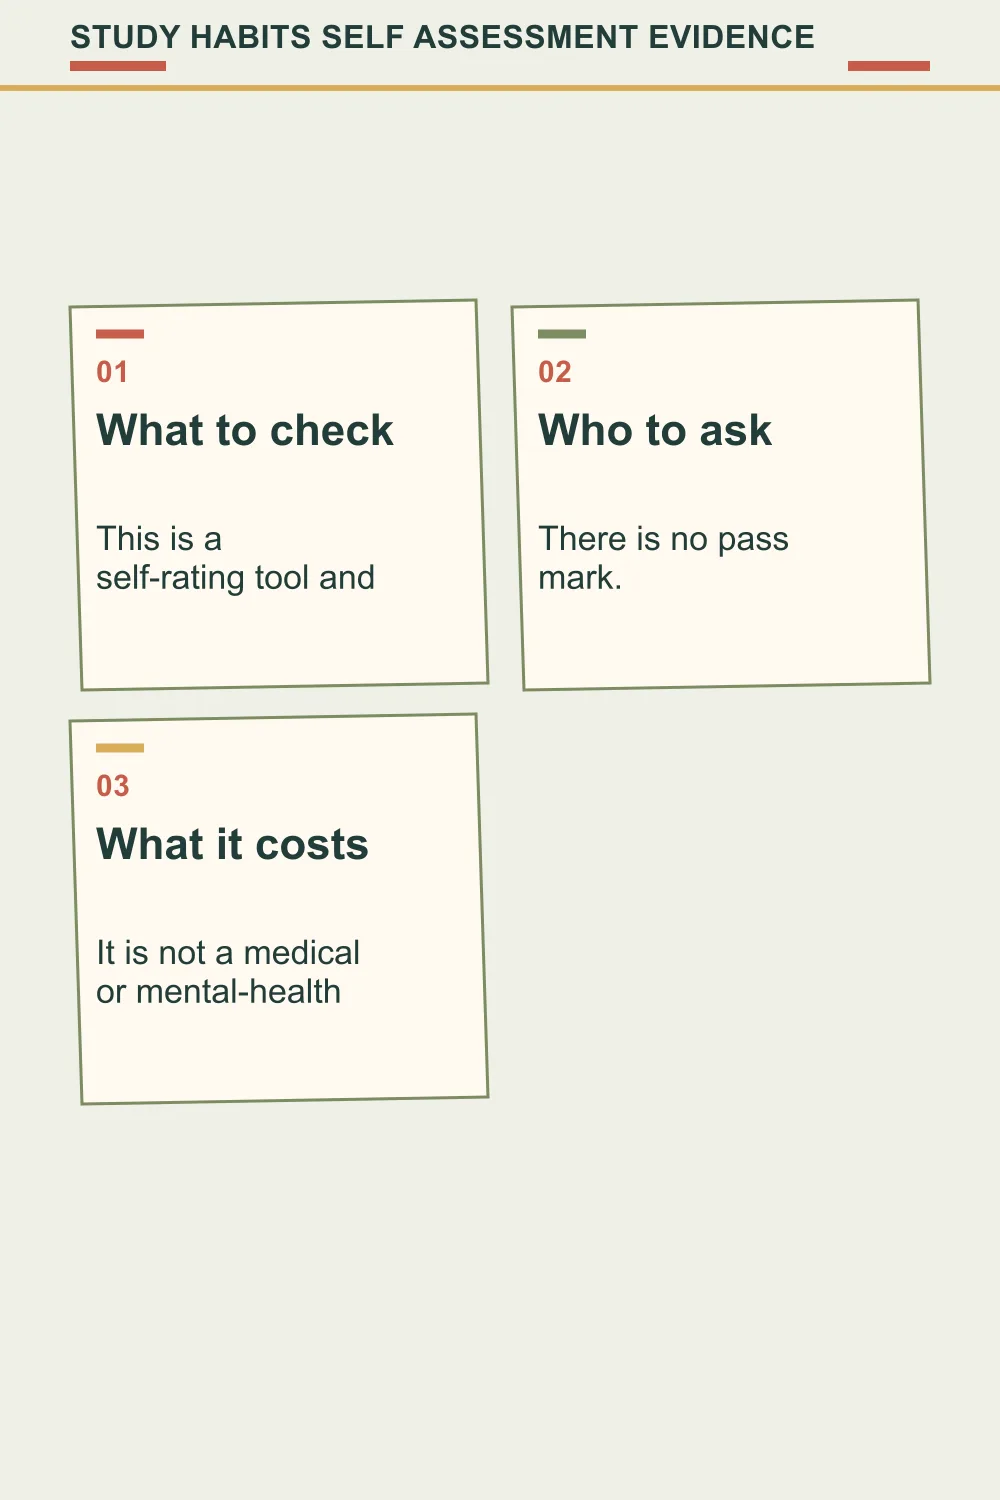 STUDY HABITS SELF ASSESSMENT EVIDENCE
01
What to check
This is a
self-rating tool and
02
Who to ask
There is no pass
mark.
03
What it costs
It is not a medical
or mental-health